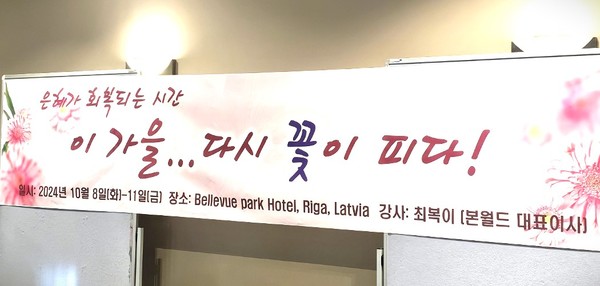 은혜가 회복되는 시간
이 가을...다시 꽃이 피다!
일시: 2024년 10월 8일(화)-11일(금) 장소: Bellevue park Hotel, Riga, Latvia 강사: 최복이 (본월드 대표이사)